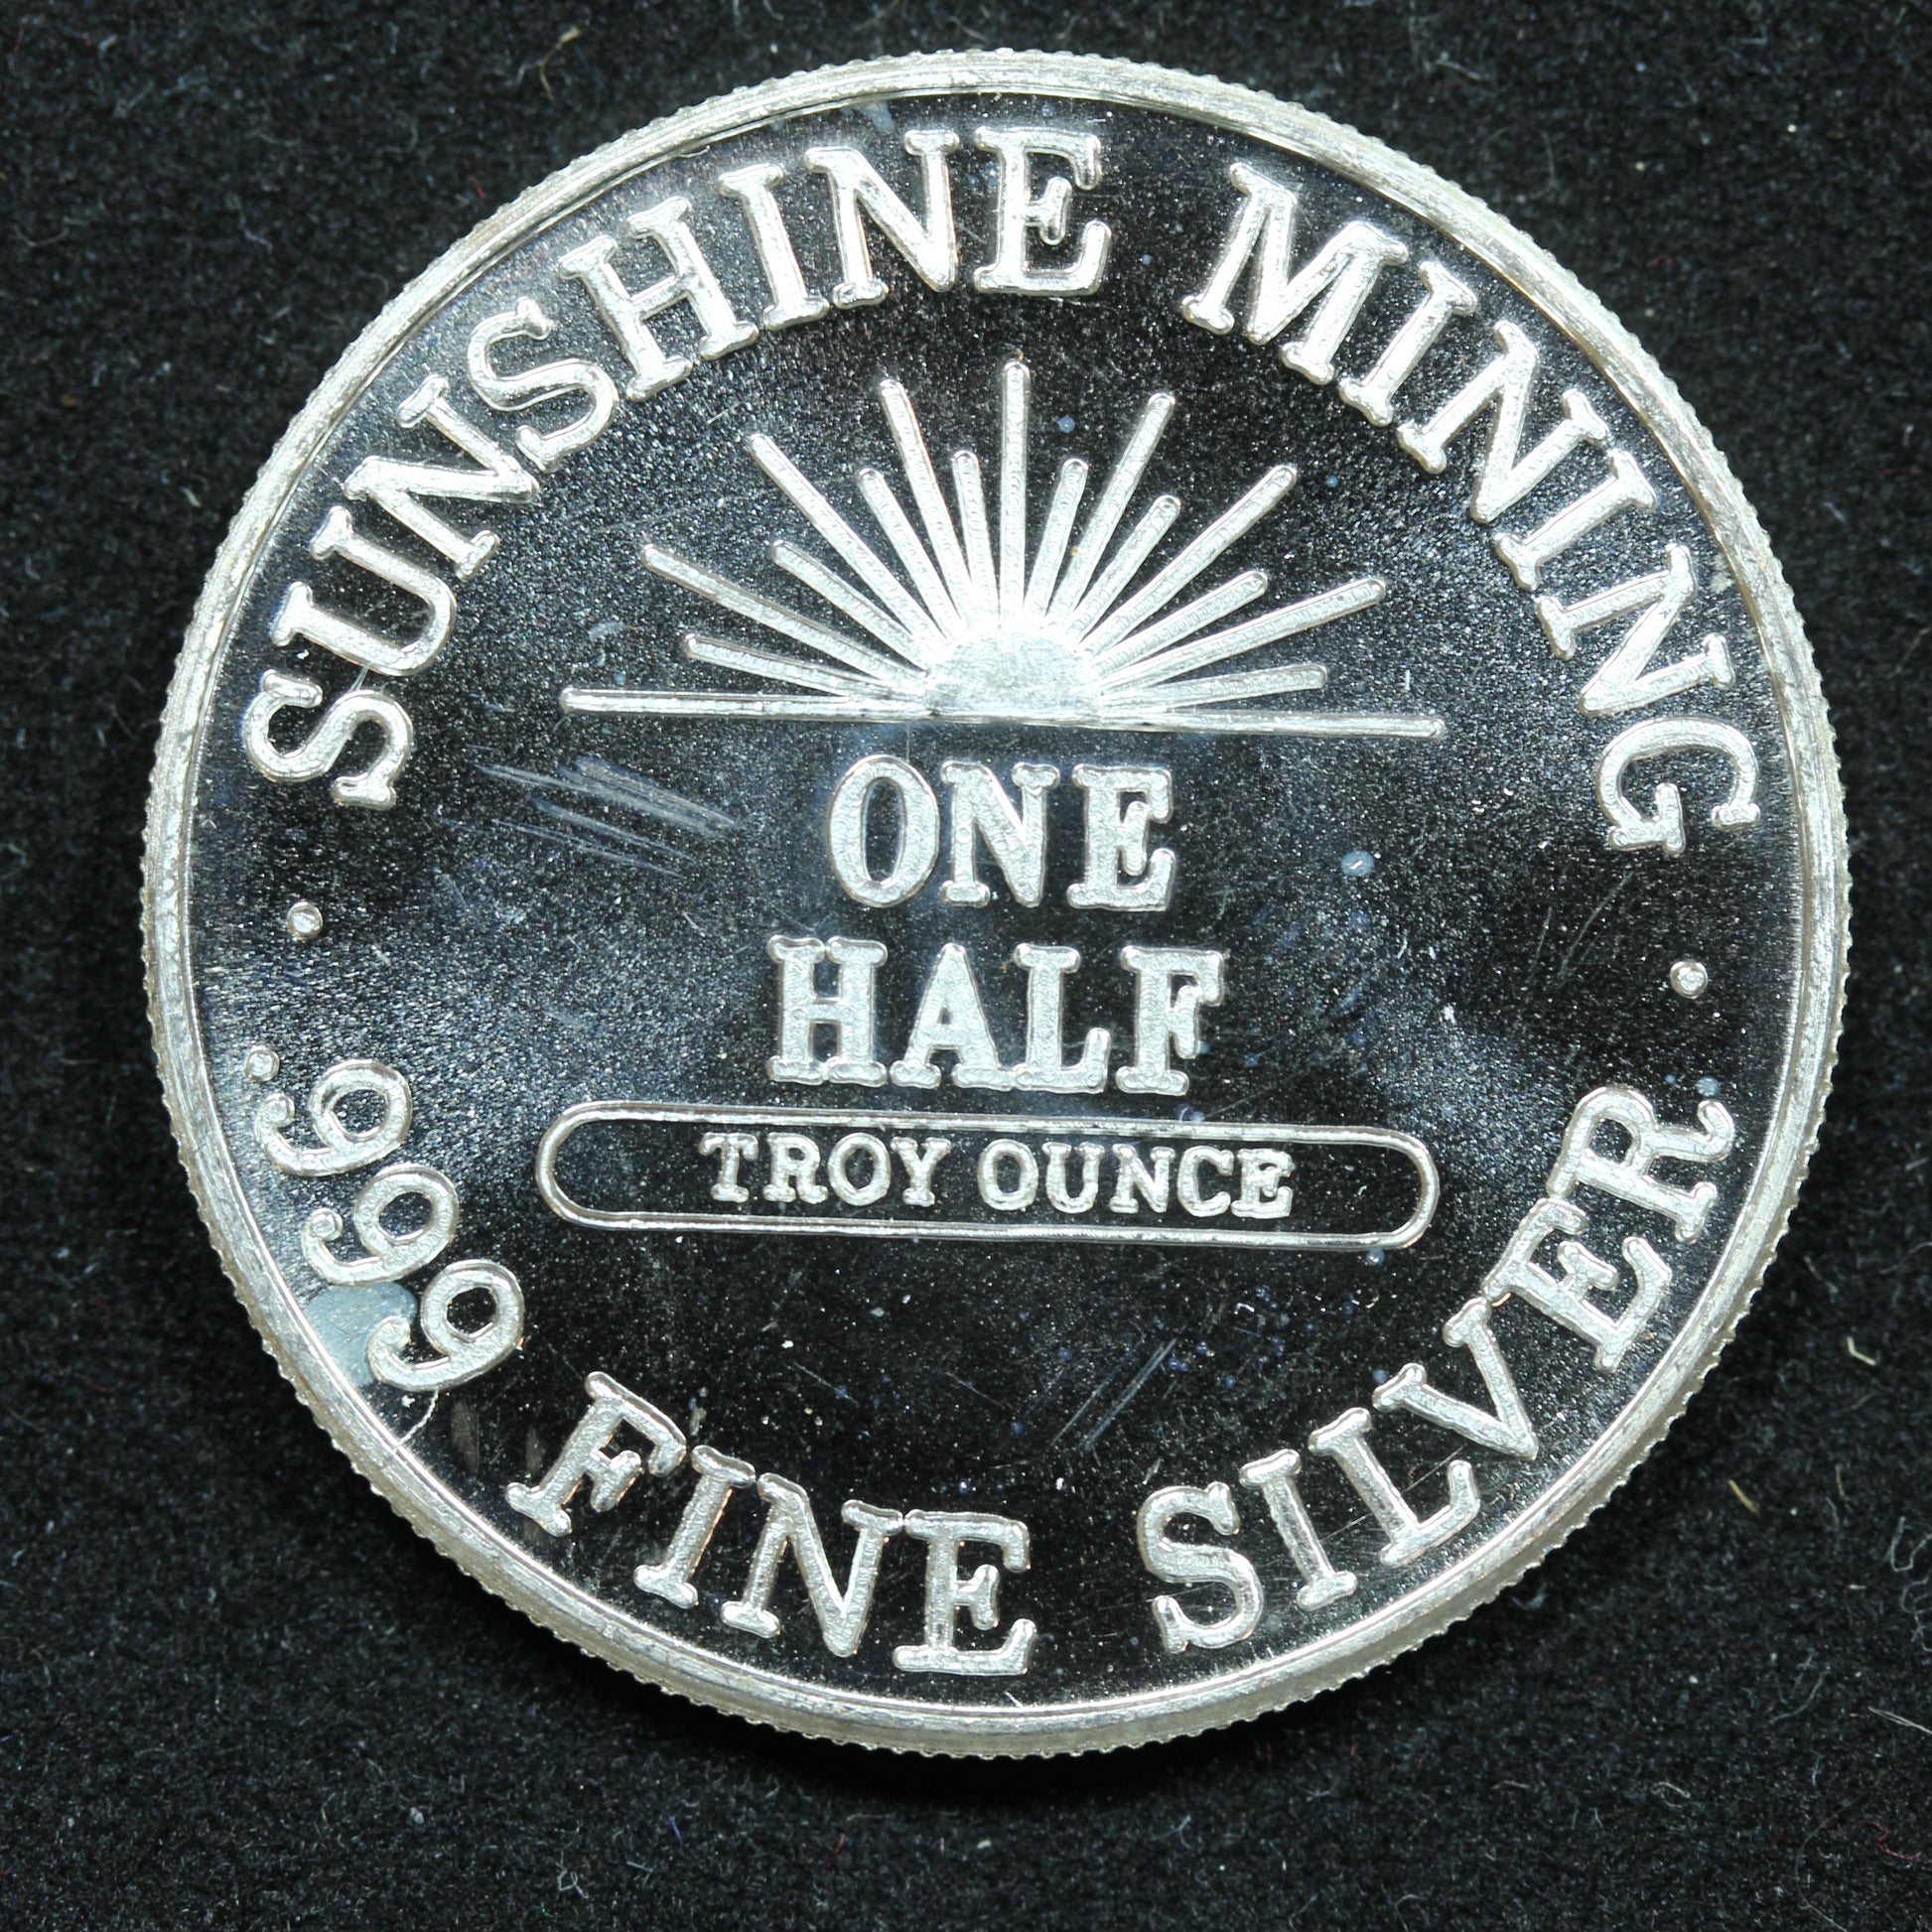 SUNSHINE MINING
ONE
HALF
TROY OUNCE
.999 FINE SILVER